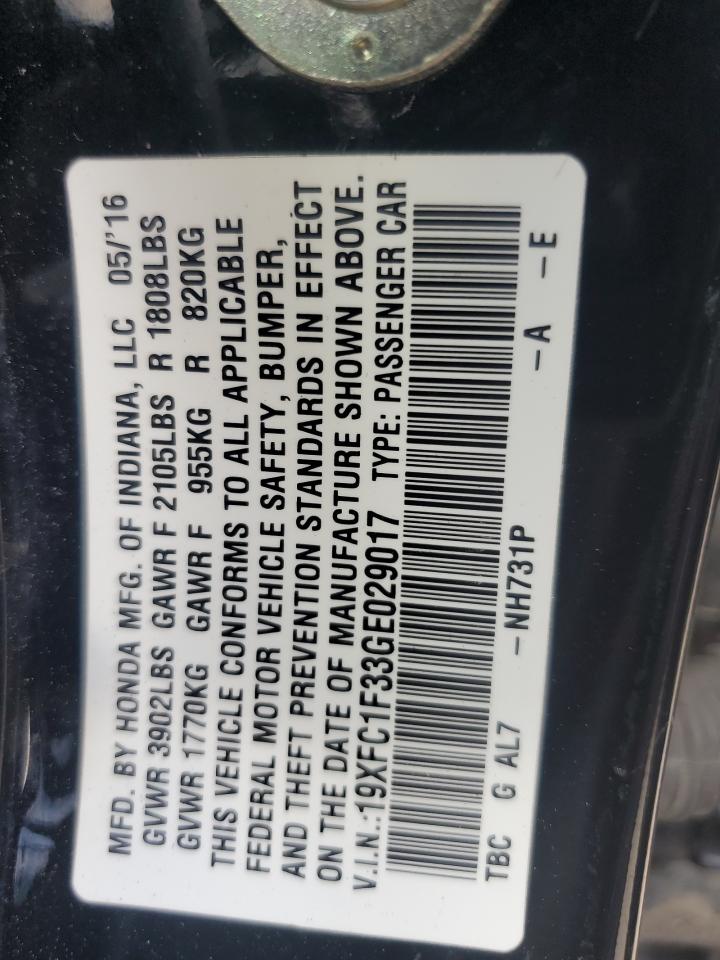 MFD. BY HONDA MFG. OF INDIANA, LLC 05/'16
GVWR 3902LBS GAWR F 2105LBS R 1808LBS
GVWR 1770KG GAWR F 955KG R 820KG
THIS VEHICLE CONFORMS TO ALL APPLICABLE
FEDERAL MOTOR VEHICLE SAFETY, BUMPER,
AND THEFT PREVENTION STANDARDS IN EFFECT
ON THE DATE OF MANUFACTURE SHOWN ABOVE.
V.I.N.:19XFC1F33GE029017 TYPE: PASSENGER CAR
TBC G AL7 -NH731P -A -E